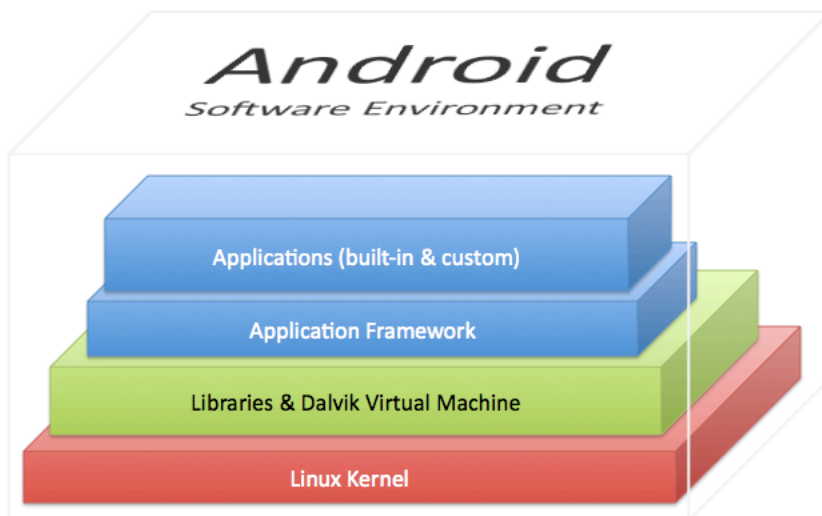 Android
Software Environment
Applications (built-in & custom)
Application Framework
Libraries & Dalvik Virtual Machine
Linux Kernel